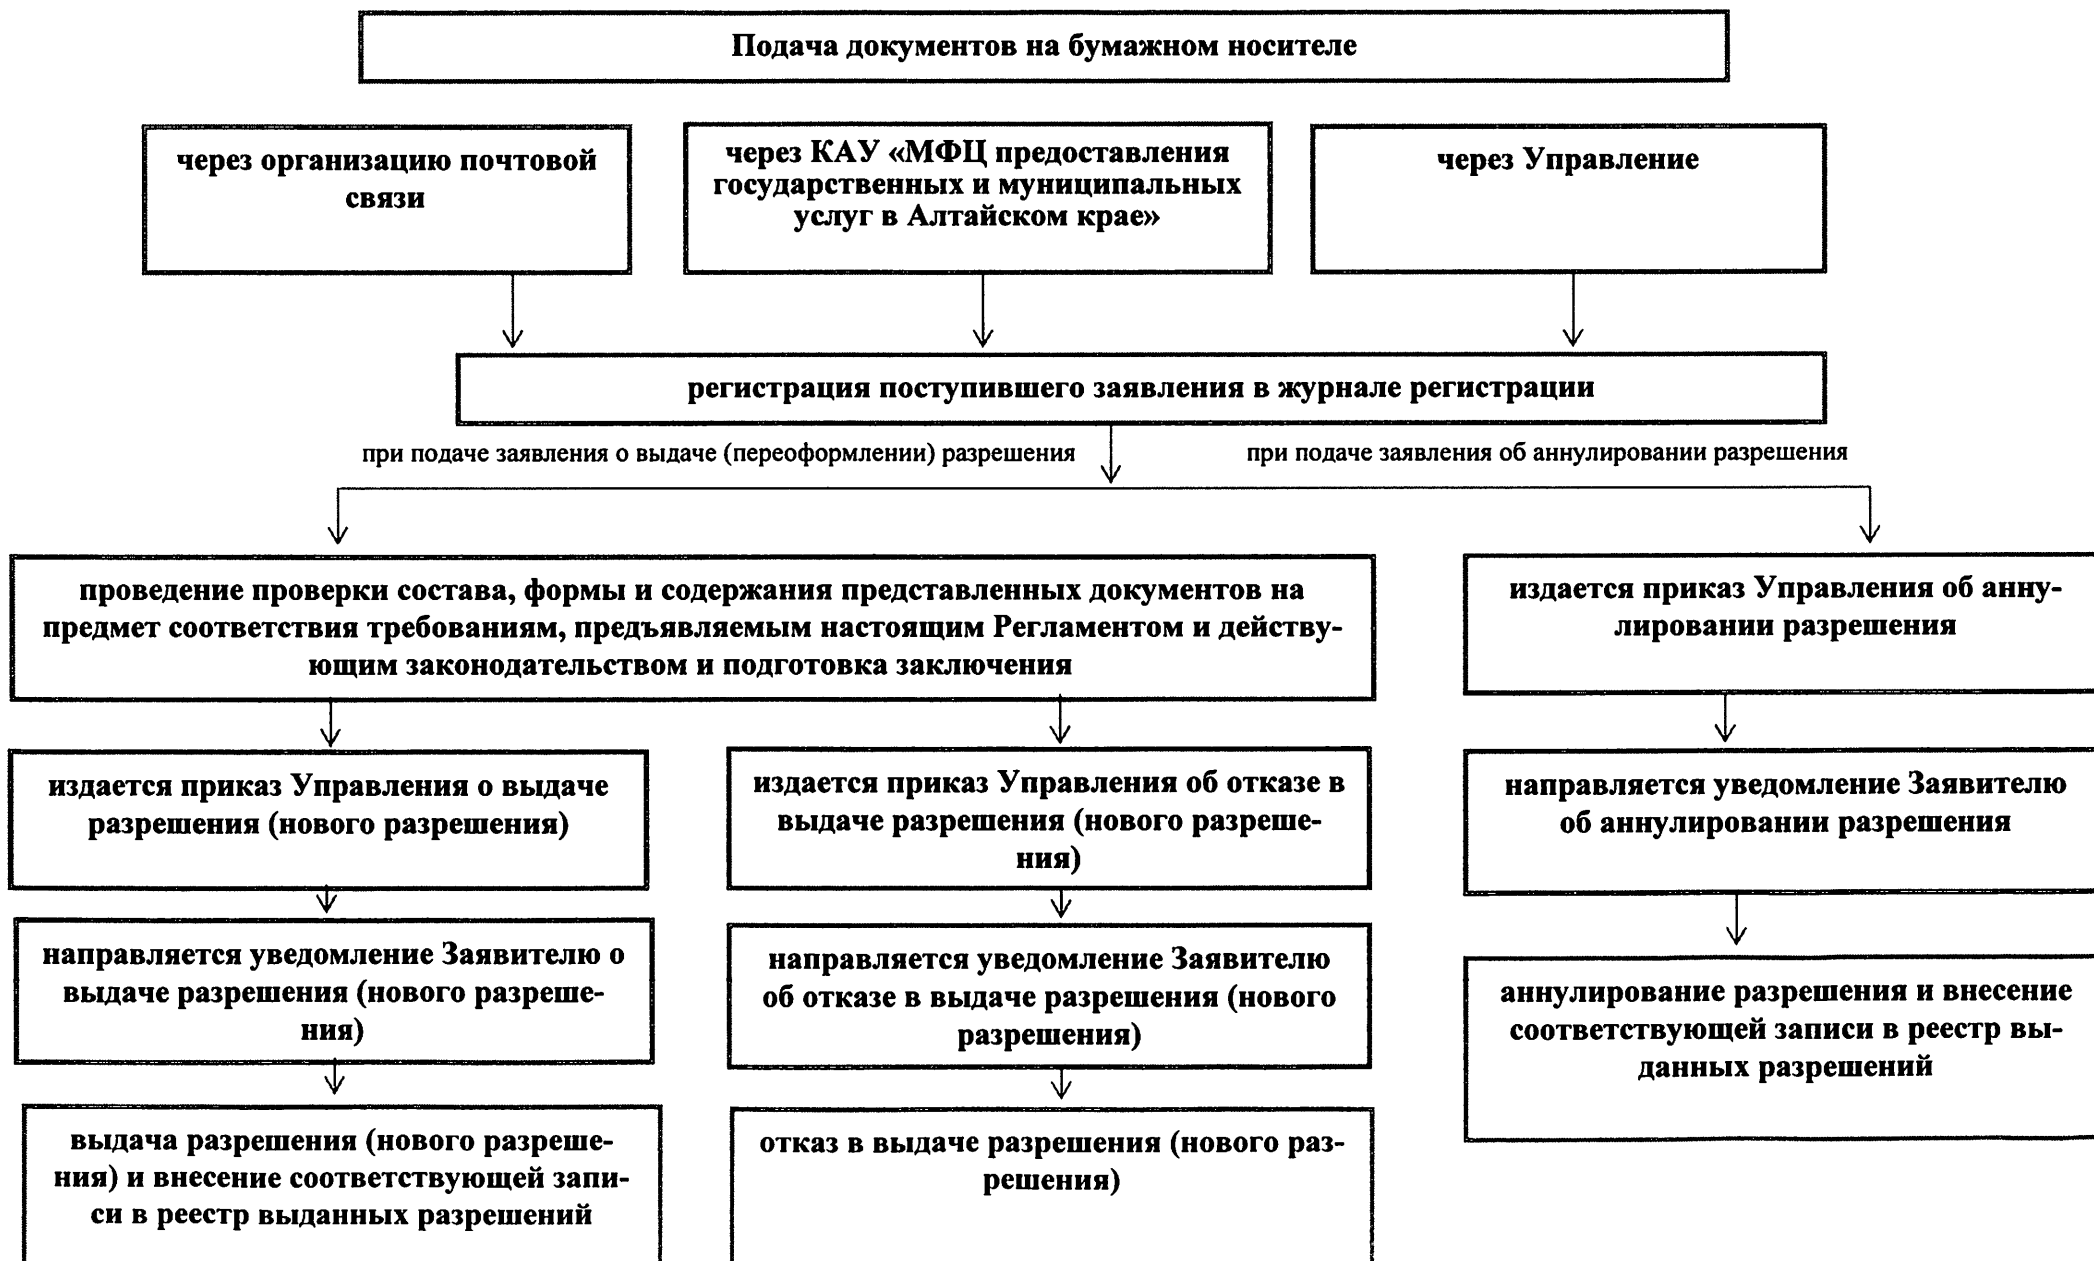 Подача документов на бумажном носителе
через организацию почтовой
связи
через КАУ «МФЦ предоставления
государственных и муниципальных
услуг в Алтайском крае»
через Управление
регистрация поступившего заявления в журнале регистрации
при подаче заявления о выдаче (переоформлении) разрешения
при подаче заявления об аннулировании разрешения
проведение проверки состава, формы и содержания представленных документов на
предмет соответствия требованиям, предъявляемым настоящим Регламентом и действу-
ющим законодательством и подготовка заключения
издается приказ Управления об анну-
лировании разрешения
издается приказ Управления о выдаче
разрешения (нового разрешения)
издается приказ Управления об отказе в
выдаче разрешения (нового разреше-
ния)
направляется уведомление Заявителю
об аннулировании разрешения
направляется уведомление Заявителю о
выдаче разрешения (нового разреше-
ния)
направляется уведомление Заявителю
об отказе в выдаче разрешения (нового
разрешения)
аннулирование разрешения и внесение
соответствующей записи в реестр вы-
данных разрешений
выдача разрешения (нового разреше-
ния) и внесение соответствующей запи-
си в реестр выданных разрешений
отказ в выдаче разрешения (нового раз-
решения)